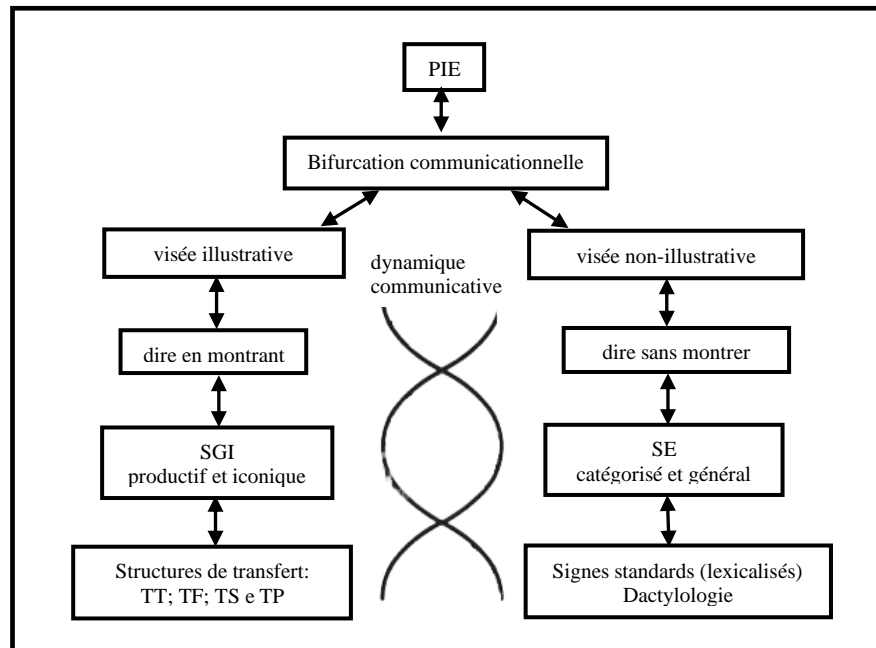 PIE
Bifurcation communicationnelle
visée illustrative
dynamique
communicative
visée non-illustrative
dire en montrant
dire sans montrer
SGI
productif et iconique
SE
catégorisé et général
Structures de transfert:
TT; TF; TS e TP
Signes standards (lexicalisés)
Dactylologie